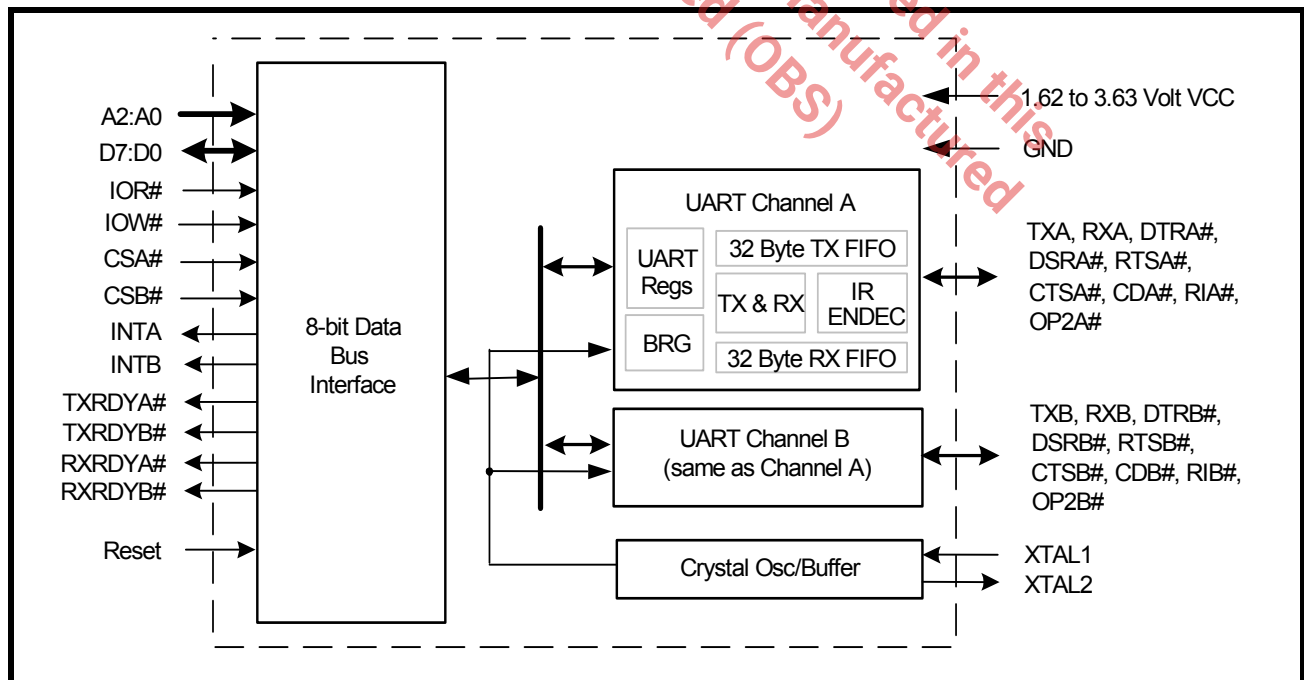 ed in this
anufactured
(OBS)
A2:A0
D7:D0
IOR#
IOW#
CSA#
CSB#
INTA
INTB
TXRDYA#
TXRDYB#
RXRDYA#
RXRDYB#
Reset
8-bit Data
Bus
Interface
UART Channel A
UART
Regs
BRG
32 Byte TX FIFO
TX & RX
IR
ENDEC
32 Byte RX FIFO
UART Channel B
(same as Channel A)
Crystal Osc/Buffer
1.62 to 3.63 Volt VCC
GND
TXA, RXA, DTRA#,
DSRA#, RTSA#,
CTSA#, CDA#, RIA#,
OP2A#
TXB, RXB, DTRB#,
DSRB#, RTSB#,
CTSB#, CDB#, RIB#,
OP2B#
XTAL1
XTAL2